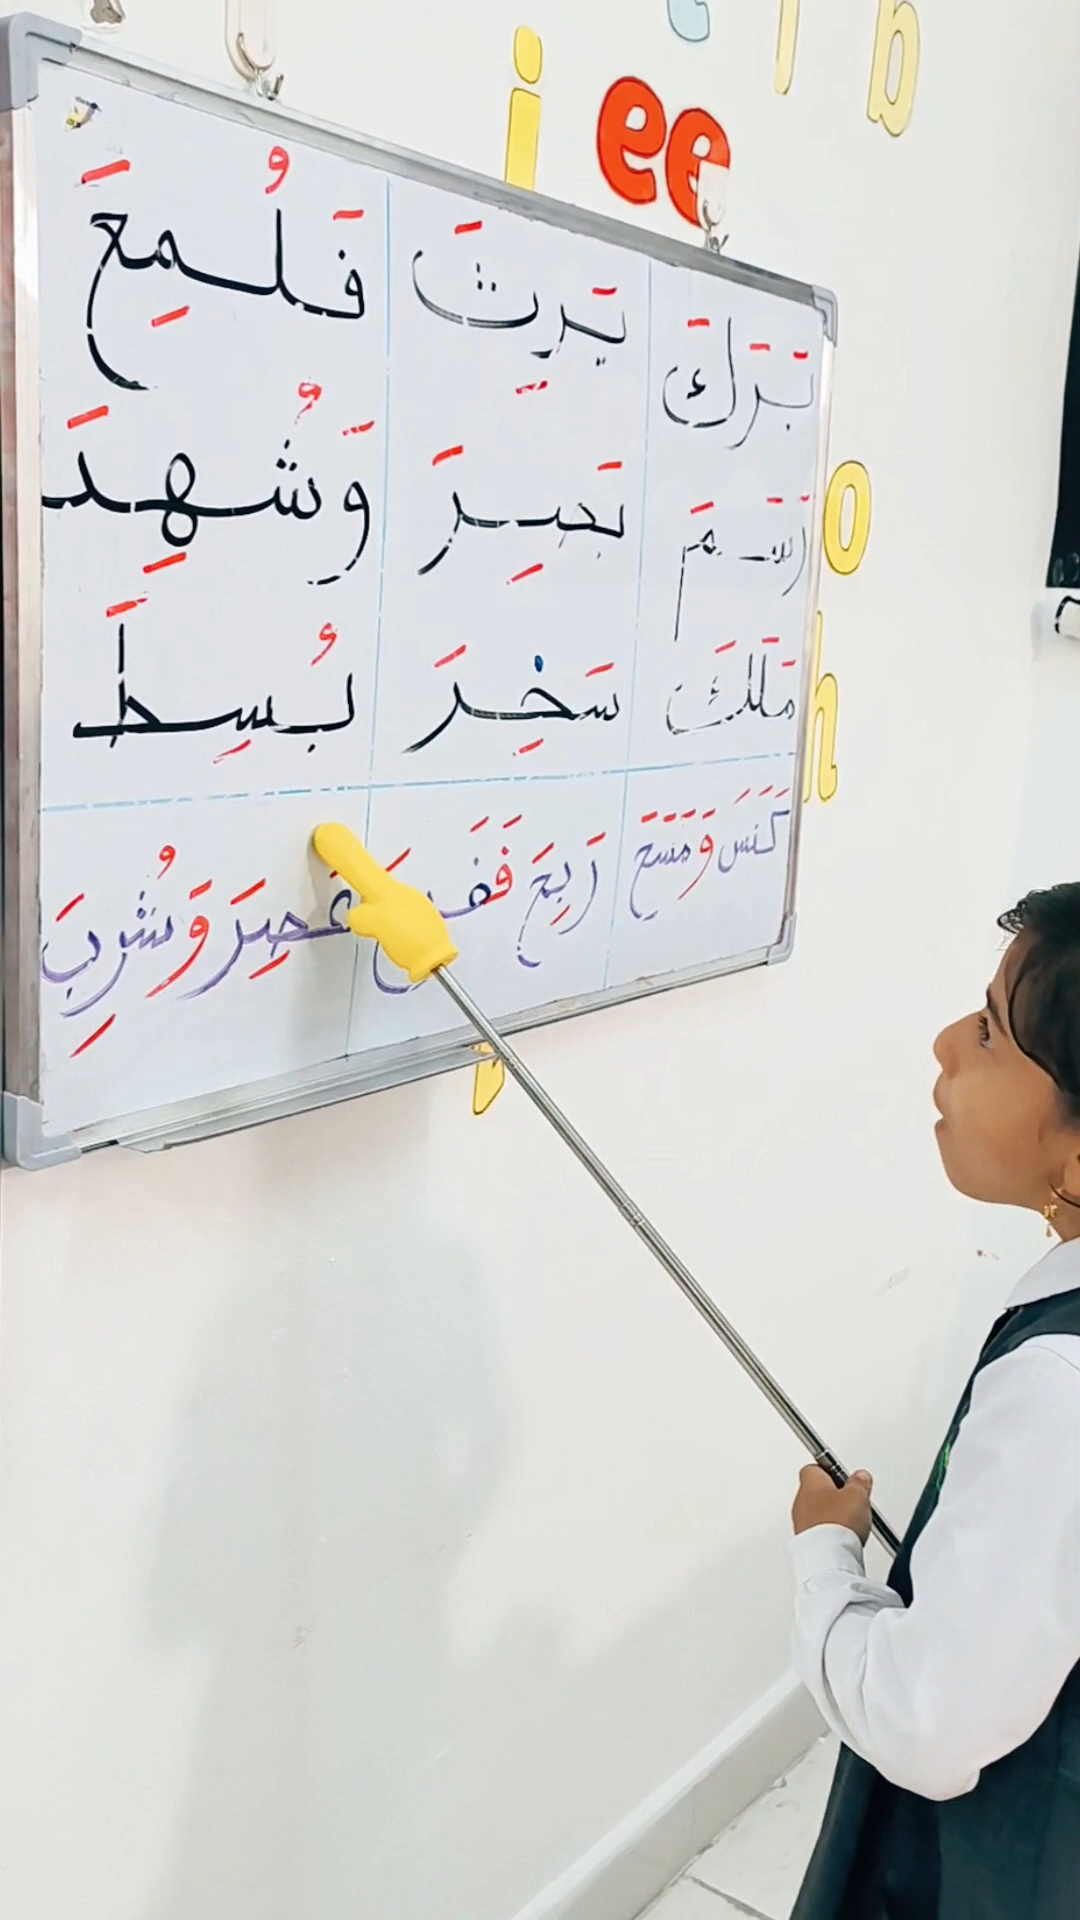 ee
i
b
o
h
بَرَكَ يَرِثَ فَلُمِعَ
رَسَمَ بَصِرَ وَشُهِدَ
مَلَكَ سَخِرَ بُسِطَ
كَنَسَ وَمَسَحَ رَبِعَ فَفَ قَصِرَ وَشُرِبَ